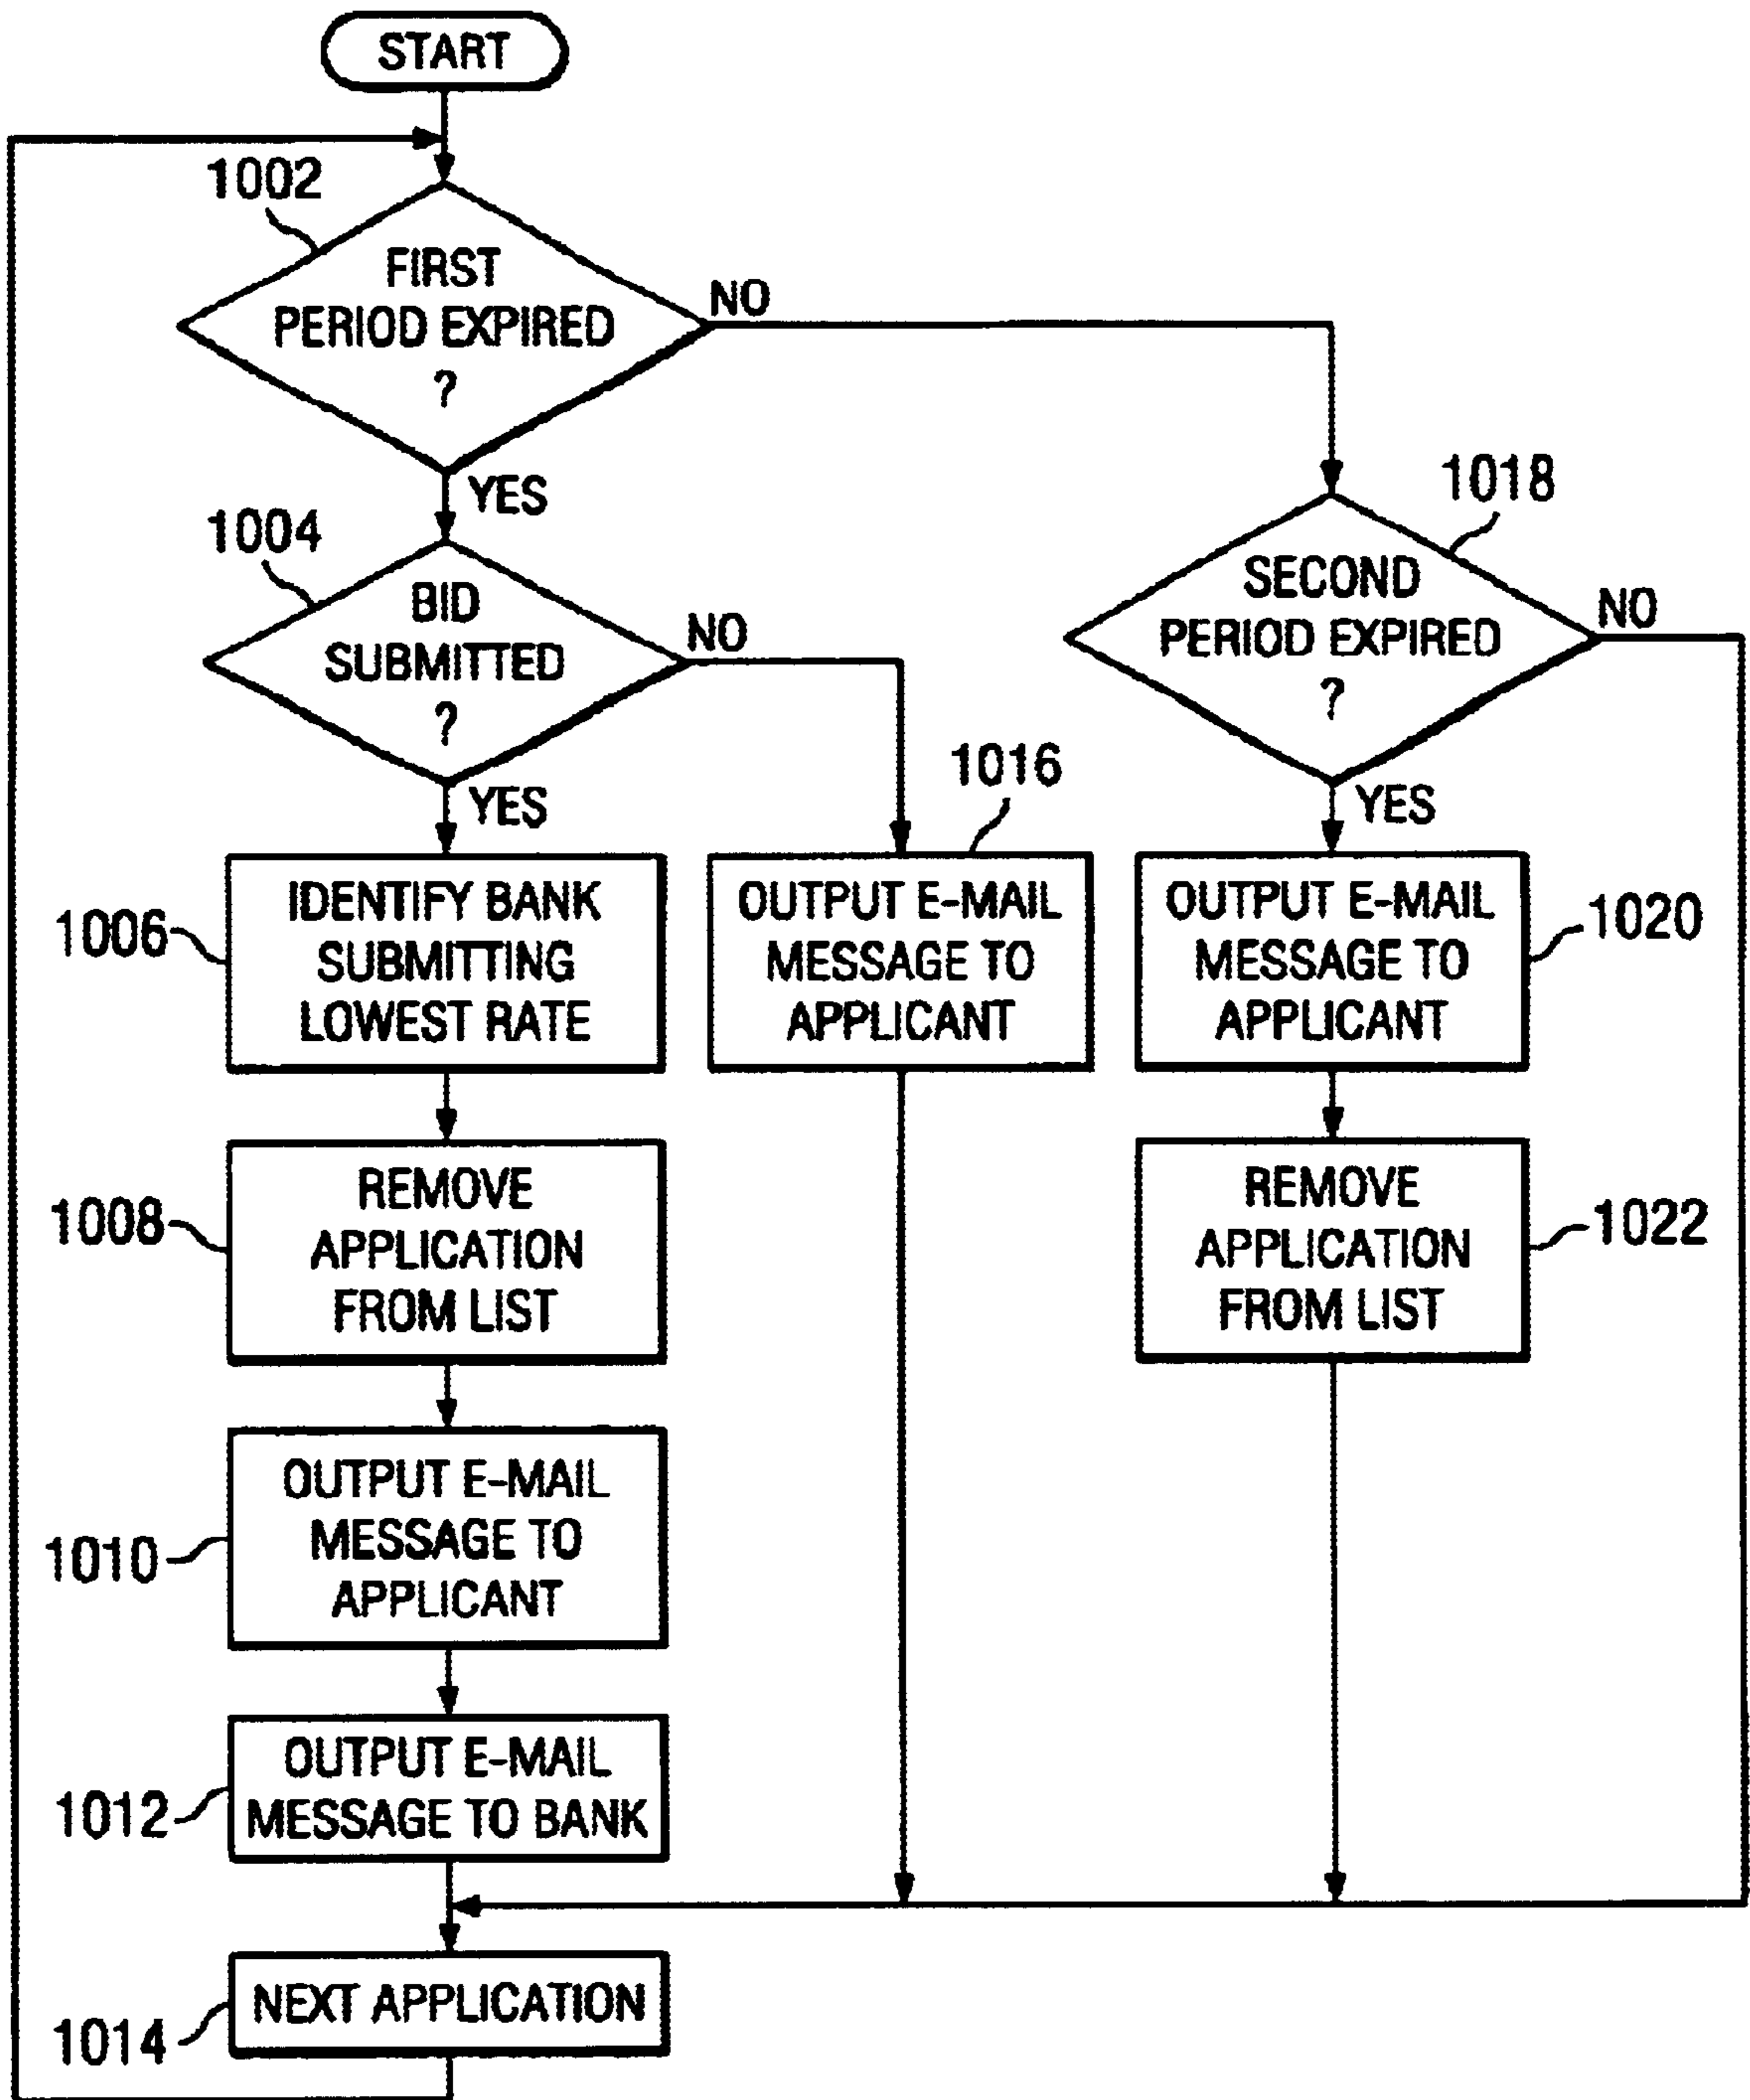 START
1002
FIRST
PERIOD EXPIRED
?
NO
YES
1004
BID
SUBMITTED
?
NO
YES
1018
SECOND
PERIOD EXPIRED
?
NO
YES
1006
IDENTIFY BANK
SUBMITTING
LOWEST RATE
1016
OUTPUT E-MAIL
MESSAGE TO
APPLICANT
1020
OUTPUT E-MAIL
MESSAGE TO
APPLICANT
1008
REMOVE
APPLICATION
FROM LIST
1022
REMOVE
APPLICATION
FROM LIST
1010
OUTPUT E-MAIL
MESSAGE TO
APPLICANT
1012
OUTPUT E-MAIL
MESSAGE TO BANK
1014
NEXT APPLICATION